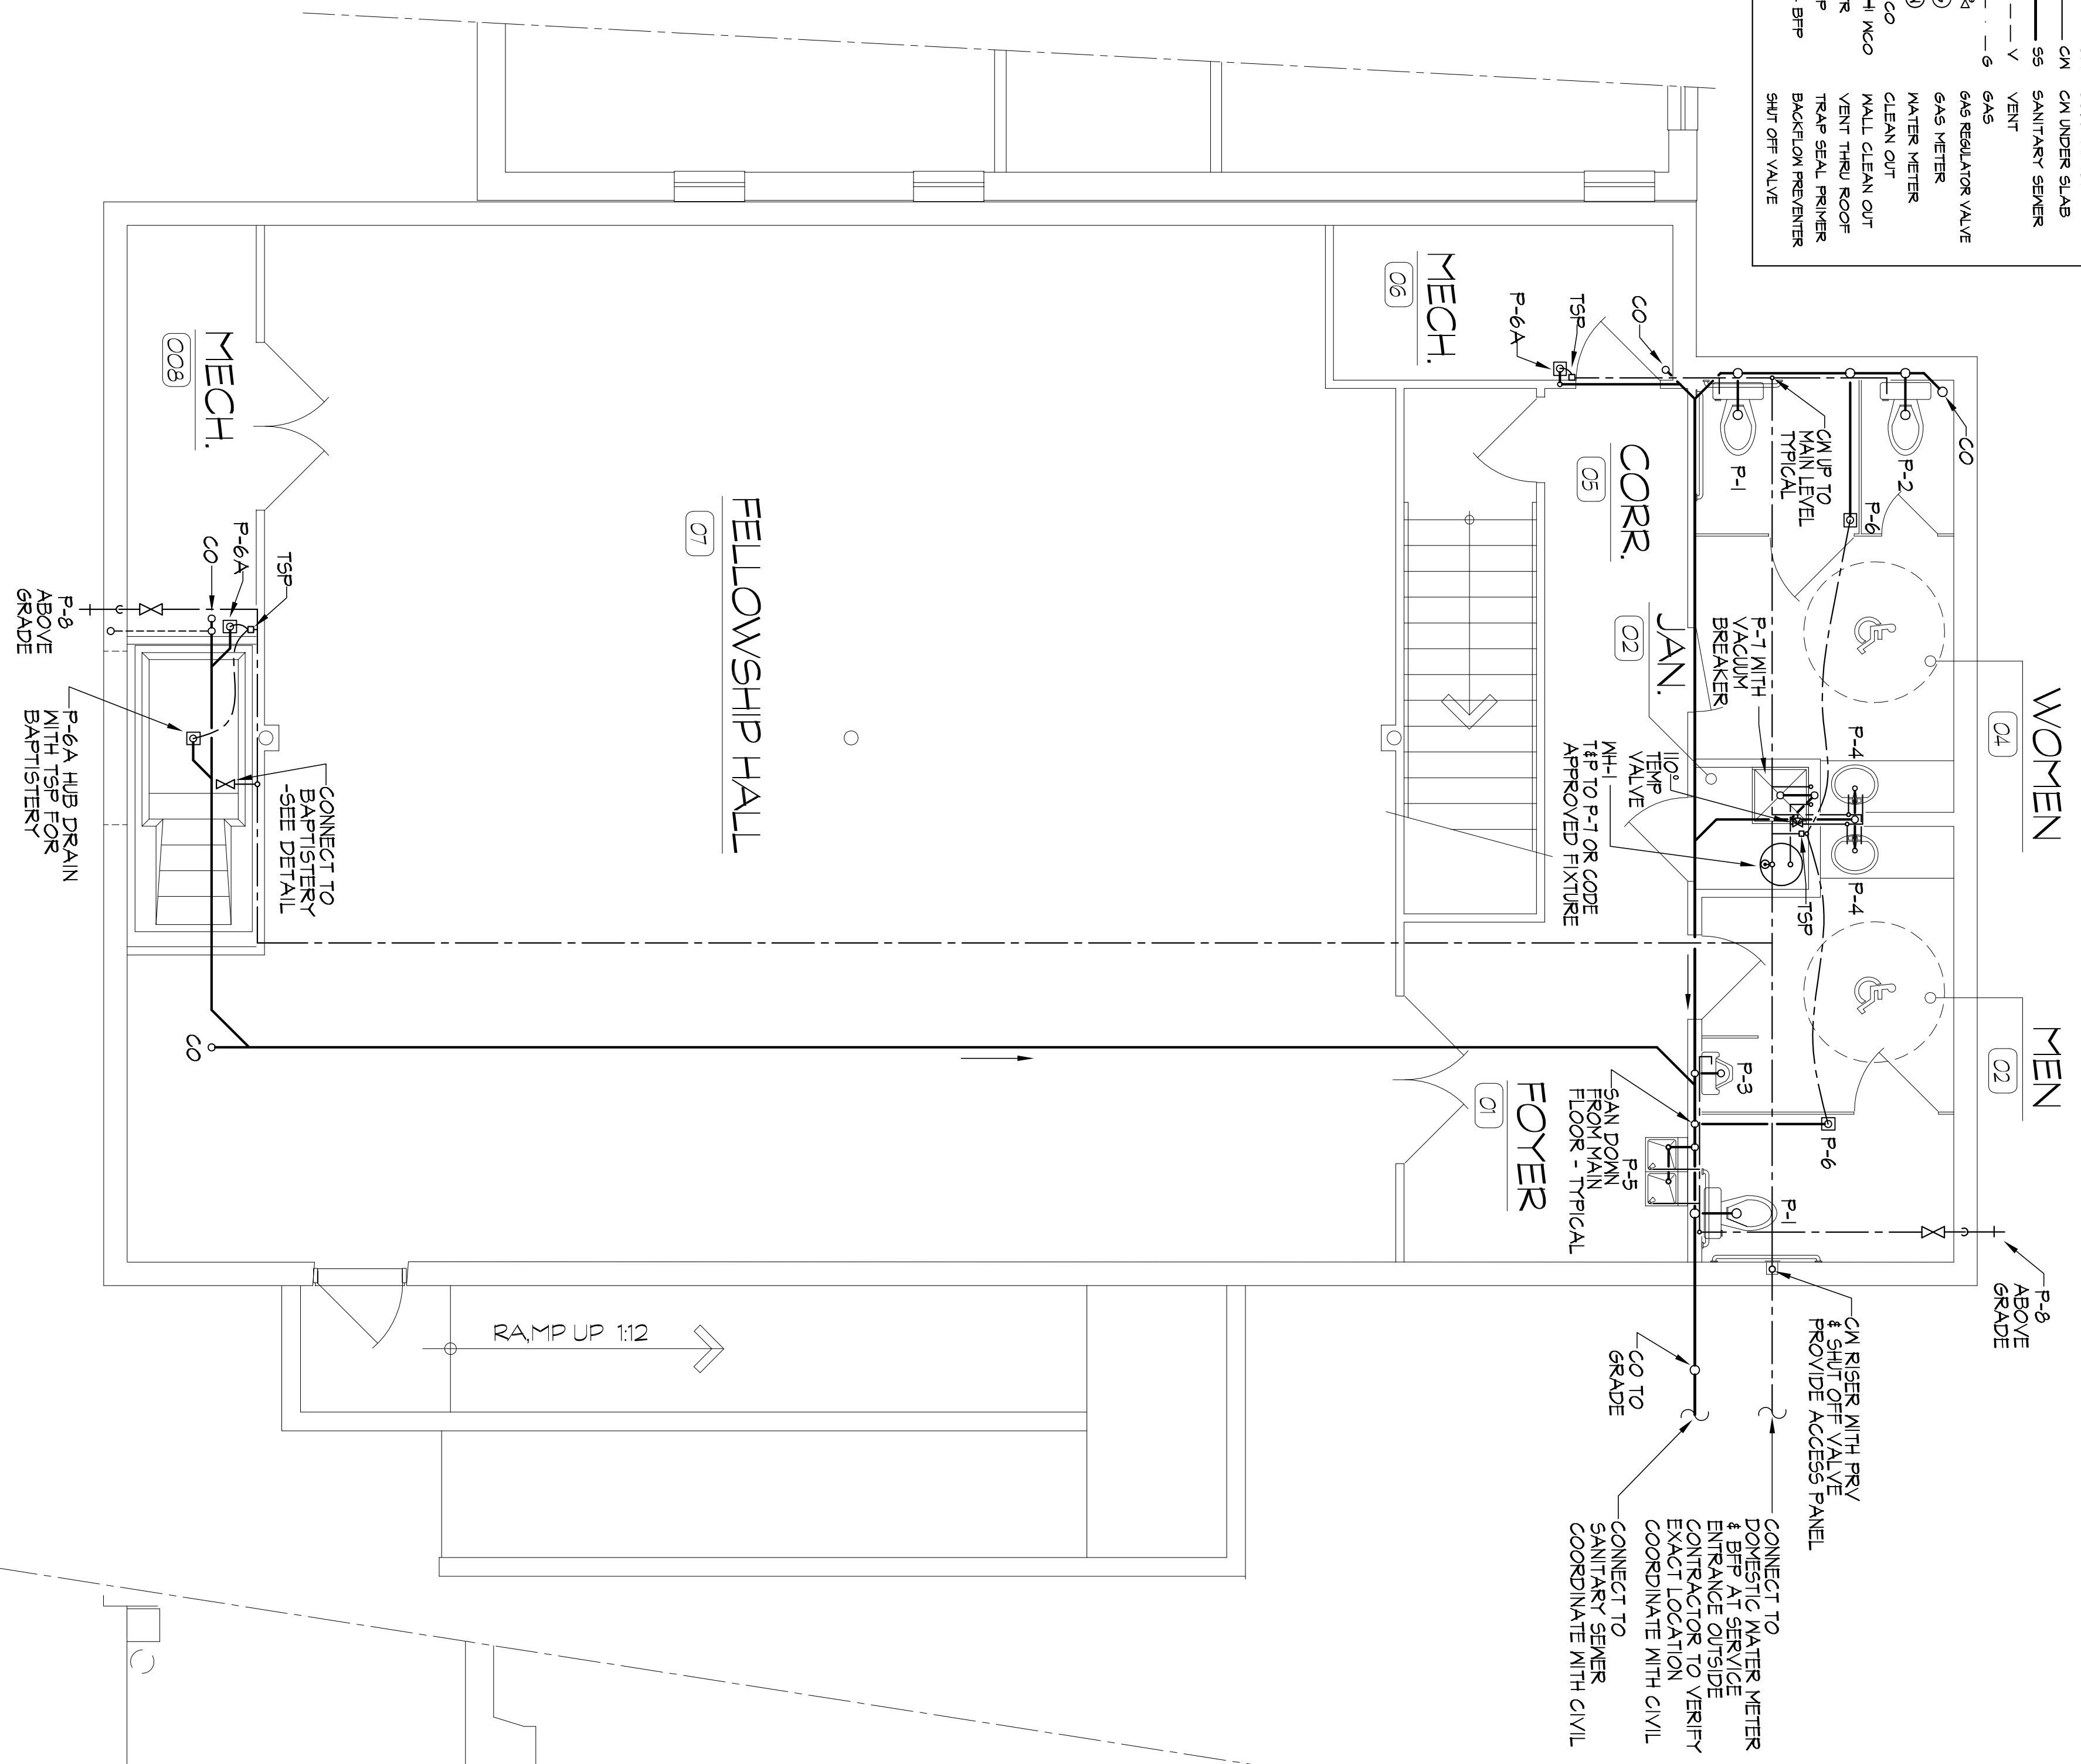 CW
CW UNDER SLAB
SS
SANITARY SEWER
V
VENT
G
GAS
GAS REGULATOR VALVE
GAS METER
WATER METER
CO
CLEAN OUT
WCO
WALL CLEAN OUT
VENT THRU ROOF
TRAP SEAL PRIMER
BFP
BACKFLOW PREVENTER
SHUT OFF VALVE
WOMEN
04
MEN
02
CO
P-2
P-6
P-1
CW UP TO
MAIN LEVEL
TYPICAL
P-4
P-4
TSP
P-7 WITH
VACUUM
BREAKER
JAN.
02
110°
TEMP
VALVE
WH-1
T&P TO P-7 OR CODE
APPROVED FIXTURE
P-3
P-6
P-1
P-5
SAN DOWN
FROM MAIN
FLOOR - TYPICAL
P-8
ABOVE
GRADE
CW RISER WITH PRV
& SHUT OFF VALVE
PROVIDE ACCESS PANEL
CO TO
GRADE
CONNECT TO
DOMESTIC WATER METER
& BFP AT SERVICE
ENTRANCE OUTSIDE
CONTRACTOR TO VERIFY
EXACT LOCATION
COORDINATE WITH CIVIL
CONNECT TO
SANITARY SEWER
COORDINATE WITH CIVIL
CO
TSP
P-6A
MECH.
06
CORR.
05
FOYER
01
FELLOWSHIP HALL
07
RA,MP UP 1:12
MECH.
008
TSP
P-6A
CO
P-8
ABOVE
GRADE
CONNECT TO
BAPTISTERY
-SEE DETAIL
P-6A HUB DRAIN
WITH TSP FOR
BAPTISTERY
CO